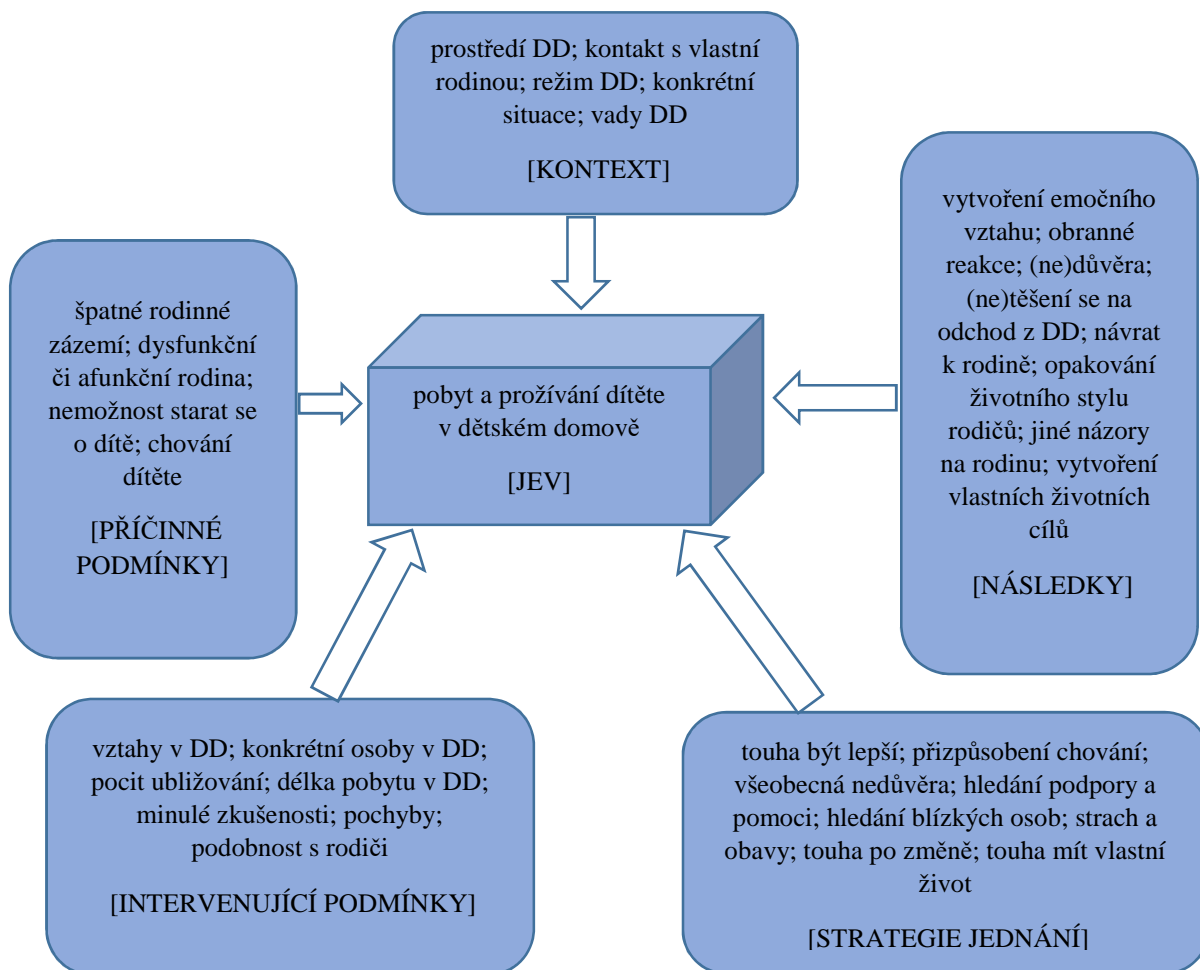 prostředí DD; kontakt s vlastní
rodinou; režim DD; konkrétní
situace; vady DD
[KONTEXT]
špatné rodinné
zázemí; dysfunkční
či afunkční rodina;
nemožnost starat se
o dítě; chování
dítěte
[PŘÍČINNÉ
PODMÍNKY]
pobyt a prožívání dítěte
v dětském domově
[JEV]
vytvoření emočního
vztahu; obranné
reakce; (ne)důvěra;
(ne)těšení se na
odchod z DD; návrat
k rodině; opakování
životního stylu
rodičů; jiné názory
na rodinu; vytvoření
vlastních životních
cílů
[NÁSLEDKY]
vztahy v DD; konkrétní osoby v DD;
pocit ubližování; délka pobytu v DD;
minulé zkušenosti; pochyby;
podobnost s rodiči
[INTERVENUJÍCÍ PODMÍNKY]
touha být lepší; přizpůsobení chování;
všeobecná nedůvěra; hledání podpory a
pomoci; hledání blízkých osob; strach a
obavy; touha po změně; touha mít vlastní
život
[STRATEGIE JEDNÁNÍ]